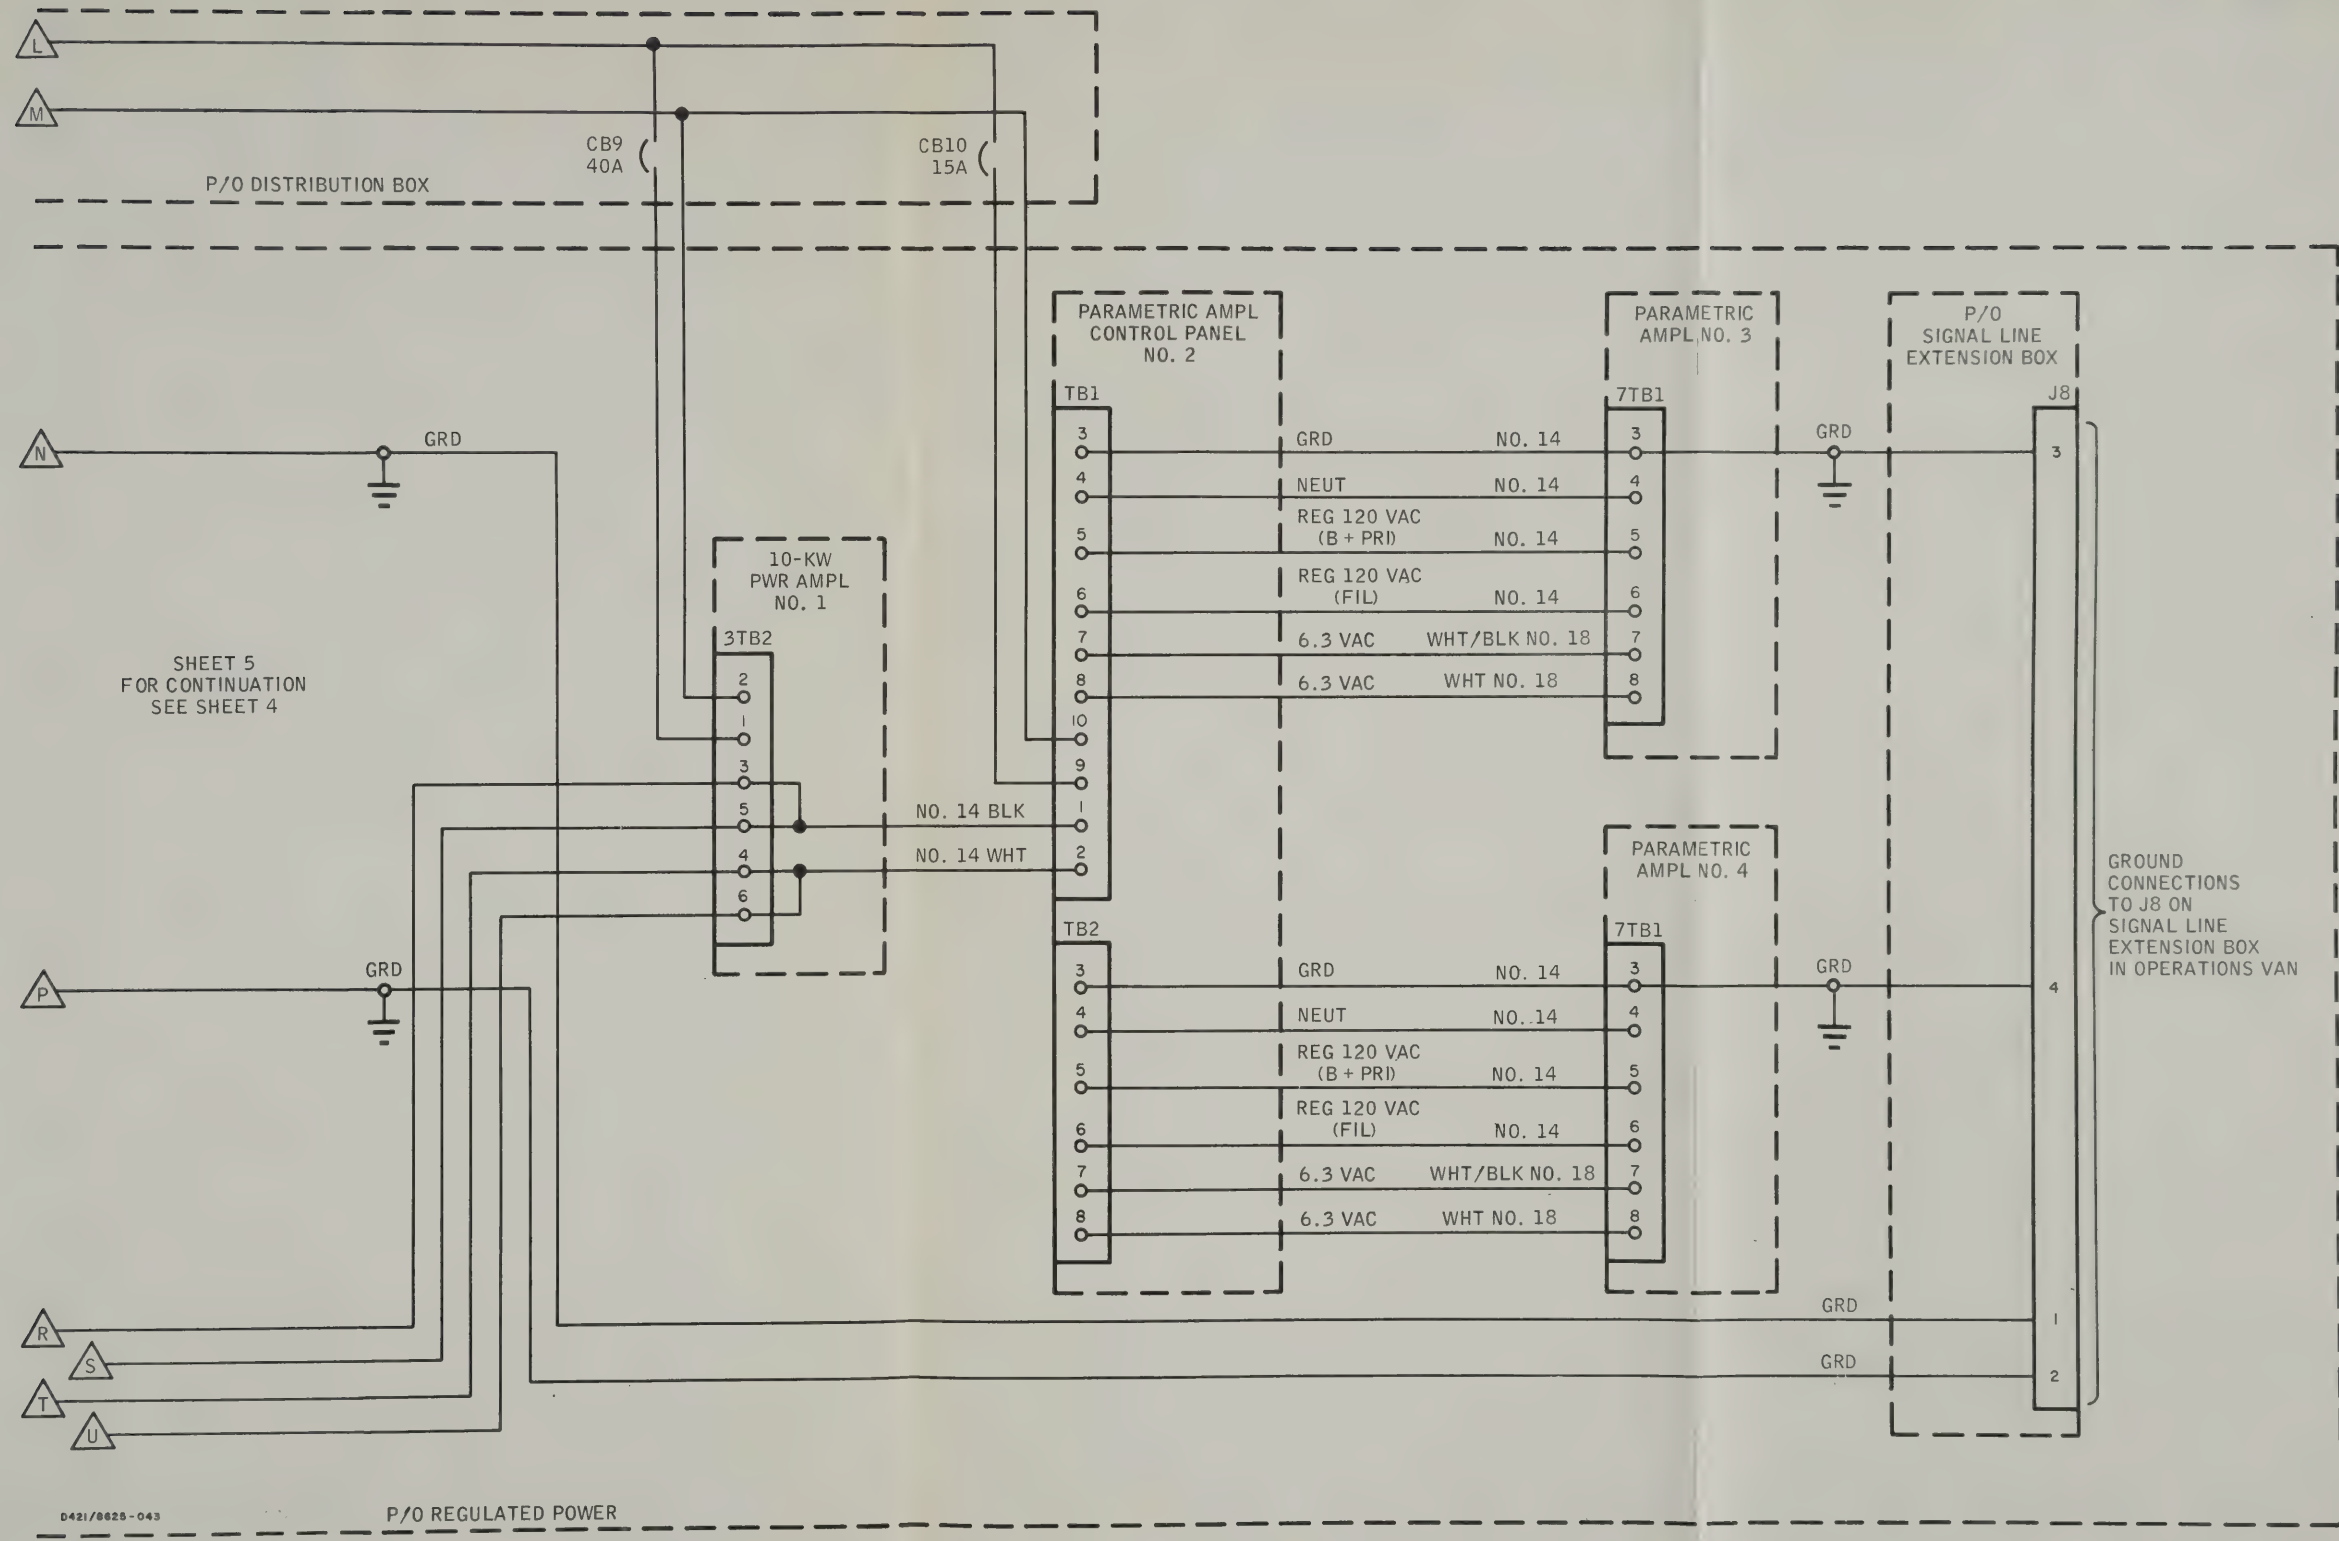 L
M
CB9
40A
CB10
15A
P/O DISTRIBUTION BOX
PARAMETRIC AMPL
CONTROL PANEL
NO. 2
PARAMETRIC
AMPL NO. 3
P/O
SIGNAL LINE
EXTENSION BOX
TB1
7TB1
J8
N
GRD
3
GRD NO. 14
3
GRD
3
4
NEUT NO. 14
4
REG 120 VAC
5
(B + PRI) NO. 14
5
REG 120 VAC
6
(FIL) NO. 14
6
7
6.3 VAC WHT/BLK NO. 18
7
8
6.3 VAC WHT NO. 18
8
10
9
1
2
10-KW
PWR AMPL
NO. 1
3TB2
2
1
3
5
4
6
NO. 14 BLK
NO. 14 WHT
SHEET 5
FOR CONTINUATION
SEE SHEET 4
PARAMETRIC
AMPL NO. 4
GROUND
CONNECTIONS
TO J8 ON
SIGNAL LINE
EXTENSION BOX
IN OPERATIONS VAN
TB2
7TB1
P
GRD
3
GRD NO. 14
3
GRD
4
4
NEUT NO. 14
4
REG 120 VAC
5
(B + PRI) NO. 14
5
REG 120 VAC
6
(FIL) NO. 14
6
7
6.3 VAC WHT/BLK NO. 18
7
8
6.3 VAC WHT NO. 18
8
GRD
1
GRD
2
R
S
T
U
D421/8625-043
P/O REGULATED POWER